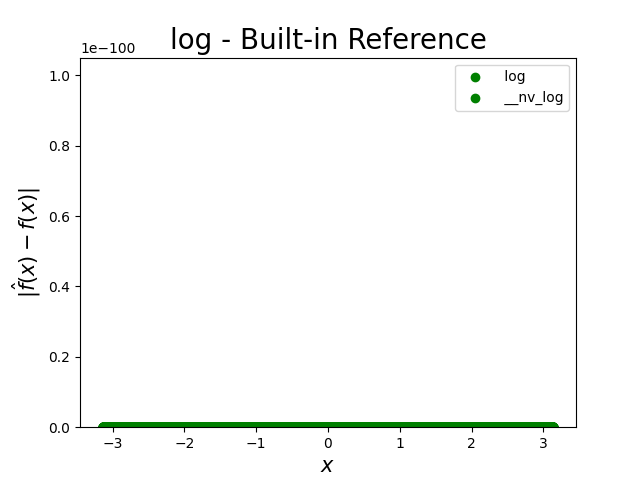 log - Built-in Reference
1e−100
1.0
0.8
0.6
0.4
0.2
0.0
|f̂(x) − f(x)|
log
__nv_log
−3 −2 −1 0 1 2 3
x